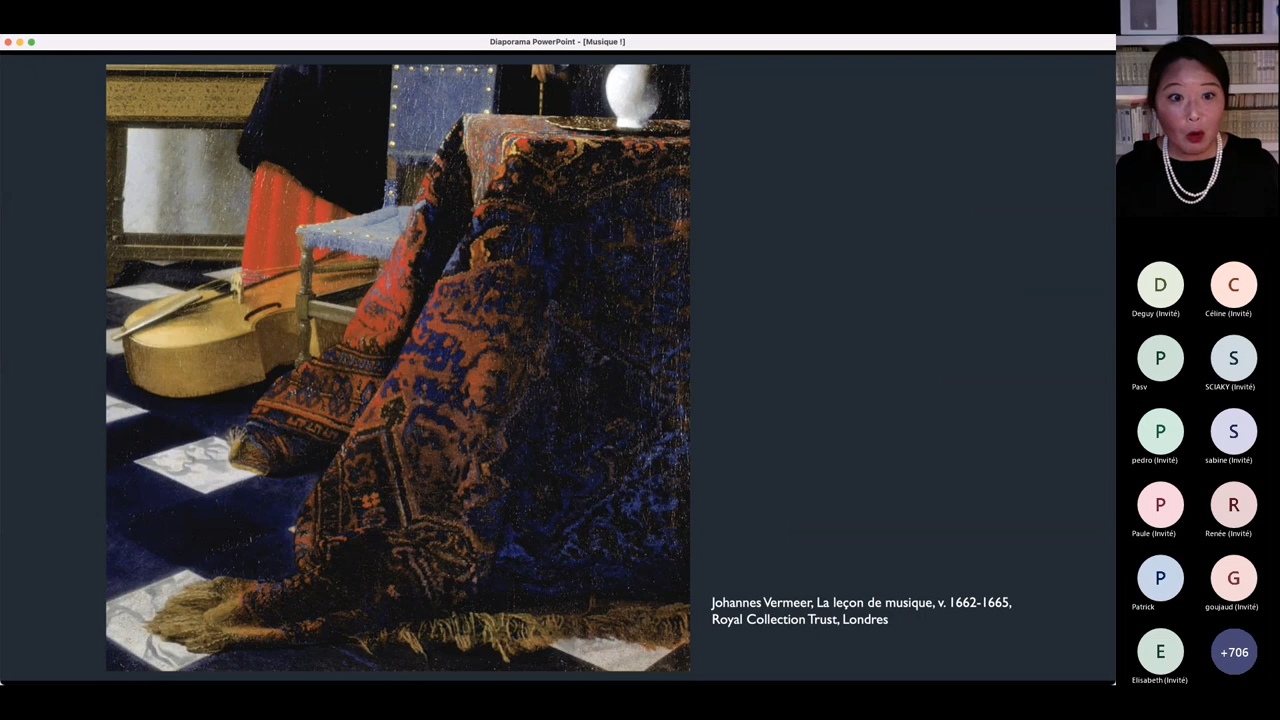 Diaporama PowerPoint - [Musique !]
Johannes Vermeer, La leçon de musique, v. 1662-1665,
Royal Collection Trust, Londres
D
C
Deguy (Invité)
Céline (Invité)
P
S
Pasv
SCIAKY (Invité)
P
S
pedro (Invité)
sabine (Invité)
P
R
Paule (Invité)
Renée (Invité)
P
G
Patrick
goujaud (Invité)
E
+706
Elisabeth (Invité)